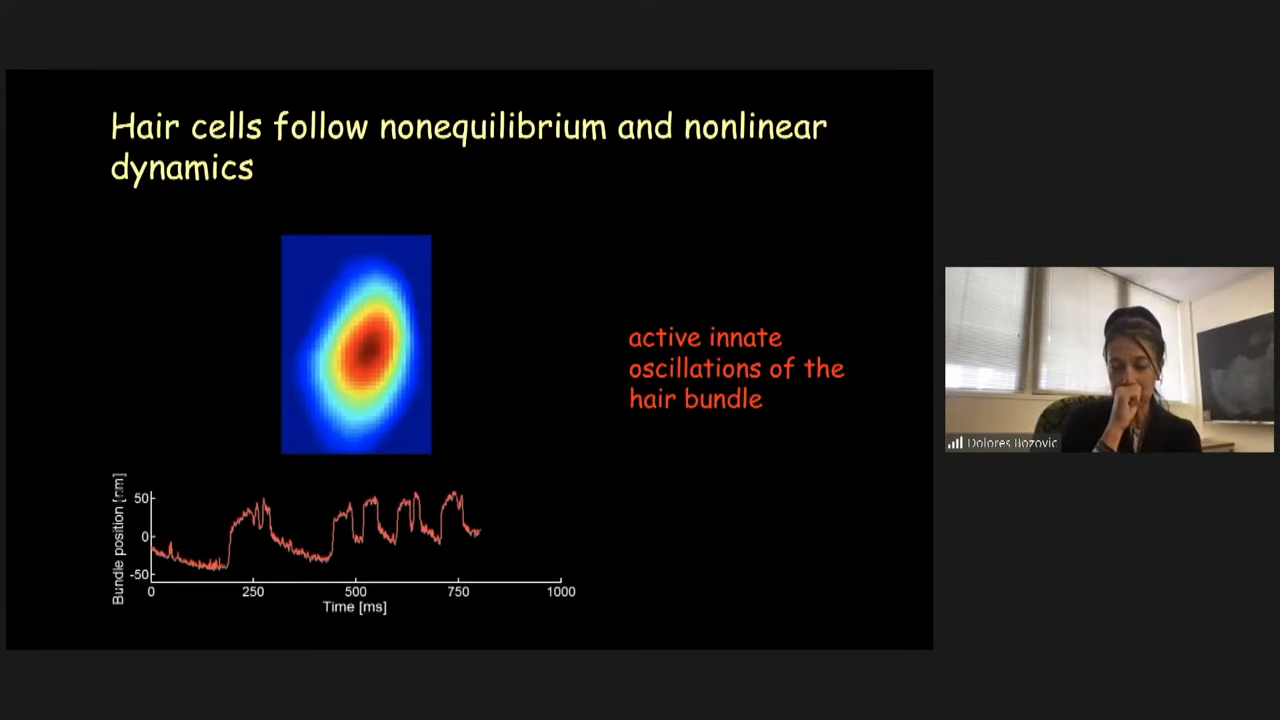 Hair cells follow nonequilibrium and nonlinear
dynamics
active innate
oscillations of the
hair bundle
Dolores Bozovic
Bundle position [nm]
50
0
-50
0 250 500 750 1000
Time [ms]